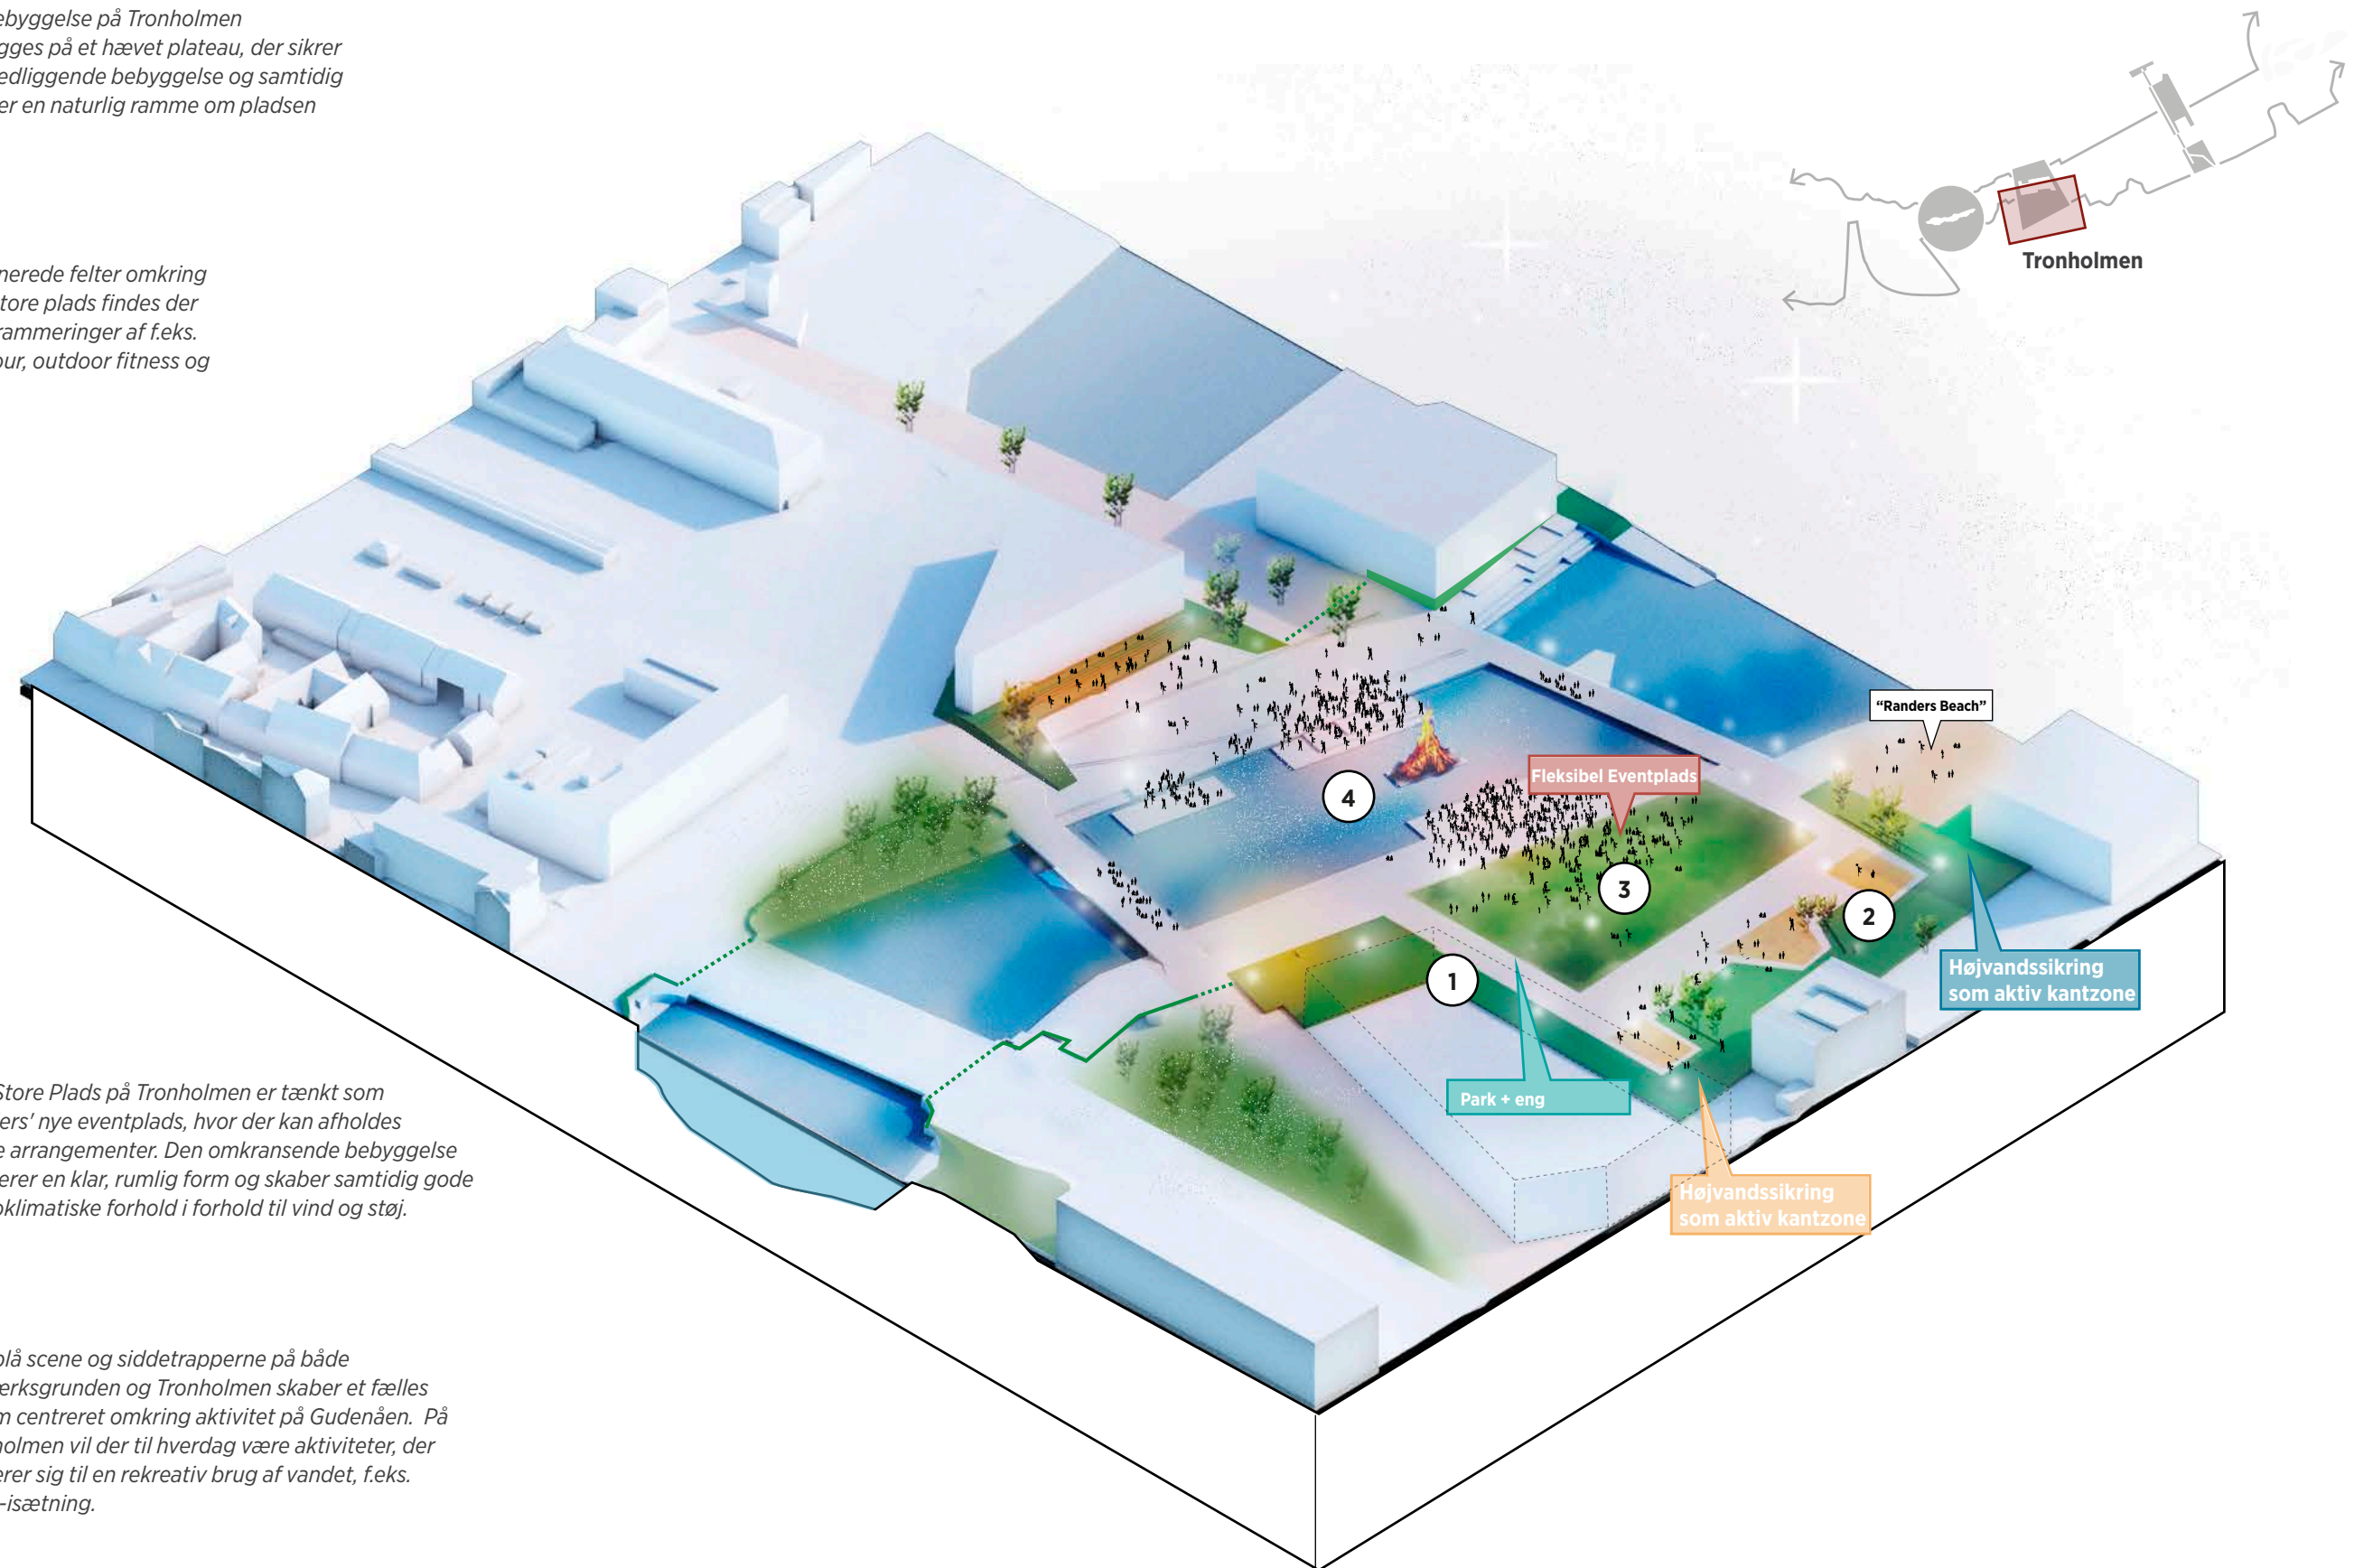 ebyggelse på Tronholmen
gges på et hævet plateau, der sikrer
edliggende bebyggelse og samtidig
er en naturlig ramme om pladsen
nerede felter omkring
tore plads findes der
rammeringer af f.eks.
our, outdoor fitness og
Store Plads på Tronholmen er tænkt som
ers' nye eventplads, hvor der kan afholdes
e arrangementer. Den omkransende bebyggelse
erer en klar, rumlig form og skaber samtidig gode
oklimatiske forhold i forhold til vind og støj.
blå scene og siddetrapperne på både
ærksgrunden og Tronholmen skaber et fælles
m centreret omkring aktivitet på Gudenåen. På
holmen vil der til hverdag være aktiviteter, der
erer sig til en rekreativ brug af vandet, f.eks.
-isætning.
Tronholmen
“Randers Beach”
Fleksibel Eventplads
4
3
2
1
Højvandssikring
som aktiv kantzone
Park + eng
Højvandssikring
som aktiv kantzone